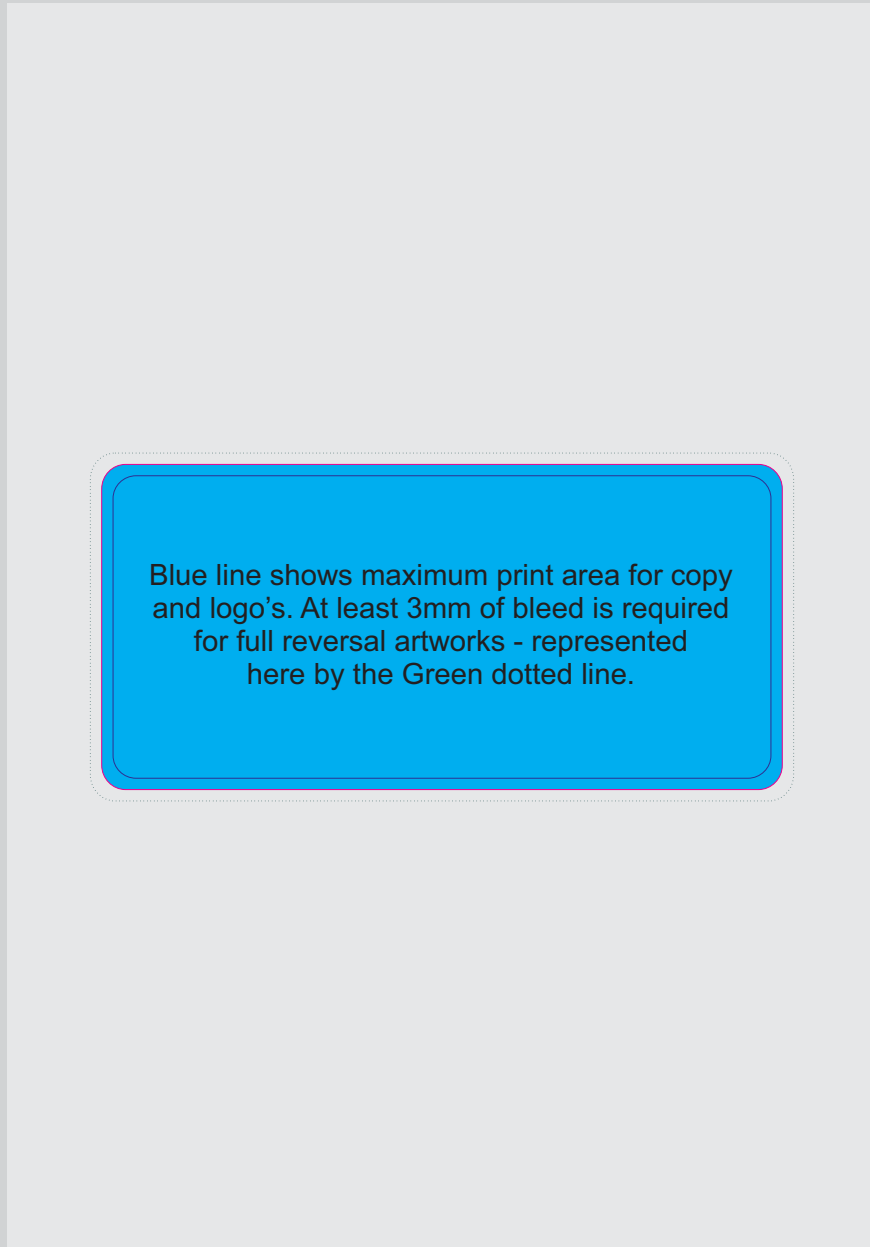 Blue line shows maximum print area for copy
and logo’s. At least 3mm of bleed is required
for full reversal artworks - represented
here by the Green dotted line.